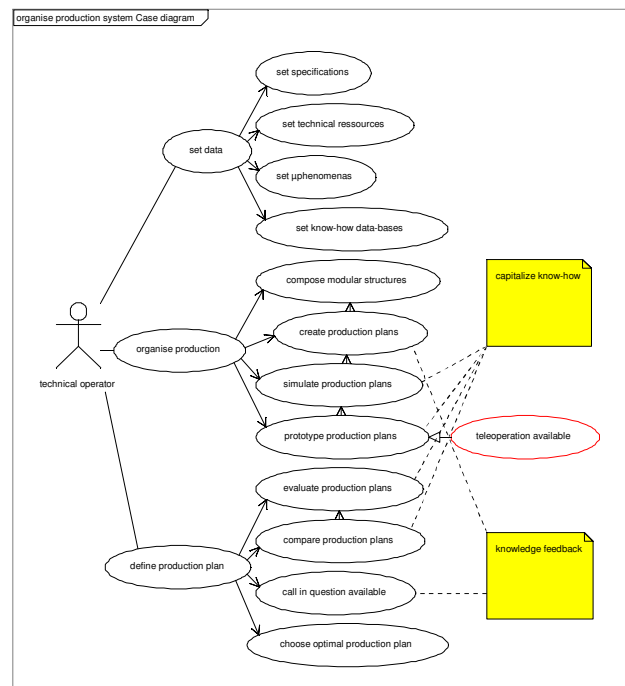 organise production system Case diagram
set specifications
set technical ressources
set data
set µphenomenas
set know-how data-bases
capitalize know-how
compose modular structures
create production plans
organise production
technical operator
simulate production plans
prototype production plans
teleoperation available
evaluate production plans
compare production plans
knowledge feedback
define production plan
call in question available
choose optimal production plan